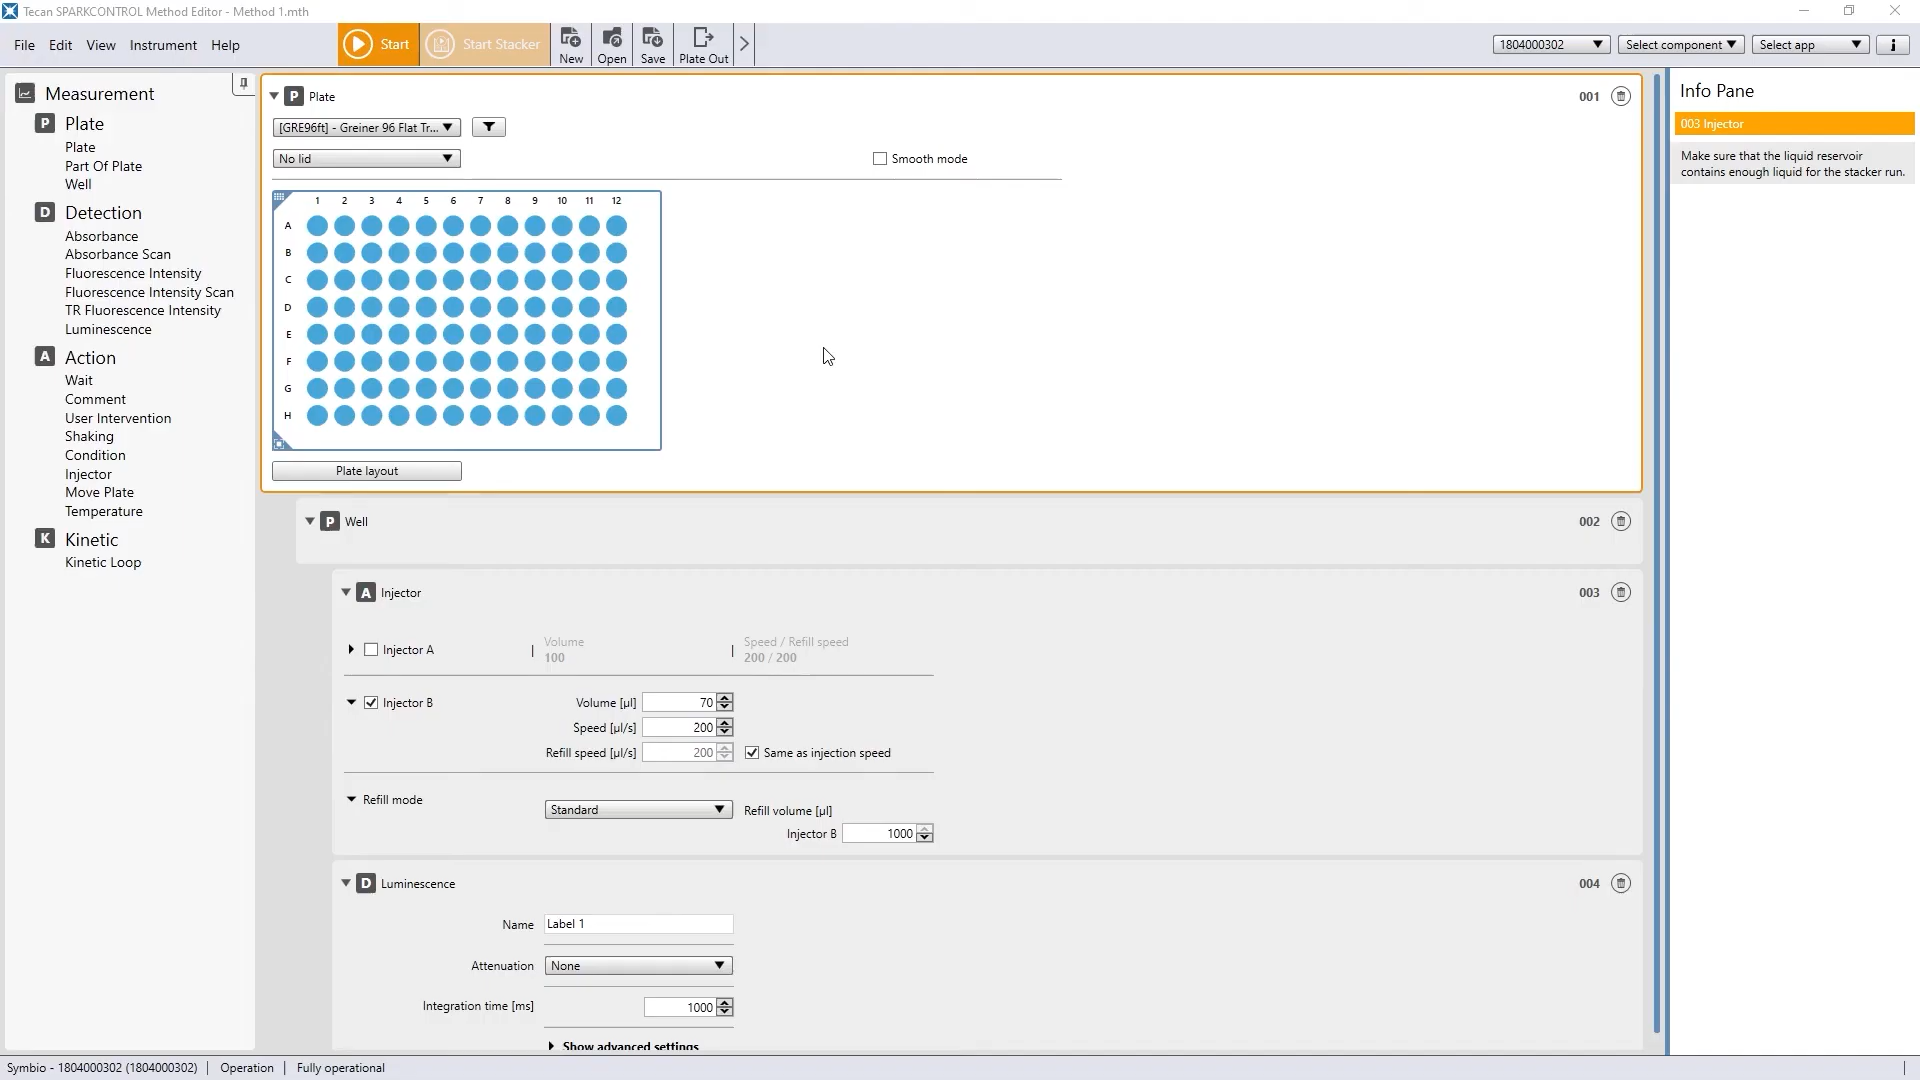 Tecan SPARKCONTROL Method Editor - Method 1.mth
File Edit View Instrument Help
Start
Start Stacker
New
Open
Save
Plate Out
1804000302
Select component
Select app
i
Measurement
P Plate
Plate
Part Of Plate
Well
D Detection
Absorbance
Absorbance Scan
Fluorescence Intensity
Fluorescence Intensity Scan
TR Fluorescence Intensity
Luminescence
A Action
Wait
Comment
User Intervention
Shaking
Condition
Injector
Move Plate
Temperature
K Kinetic
Kinetic Loop
P Plate 001
[GRE96ft] - Greiner 96 Flat Tr...
No lid
Smooth mode
1 2 3 4 5 6 7 8 9 10 11 12
A
B
C
D
E
F
G
H
Plate layout
P Well 002
A Injector 003
Injector A
Volume
100
Speed / Refill speed
200 / 200
Injector B
Volume [µl] 70
Speed [µl/s] 200
Refill speed [µl/s] 200
Same as injection speed
Refill mode
Standard
Refill volume [µl]
Injector B 1000
D Luminescence 004
Name Label 1
Attenuation None
Integration time [ms] 1000
Show advanced settings
Info Pane
003 Injector
Make sure that the liquid reservoir
contains enough liquid for the stacker run.
Symbio - 1804000302 (1804000302) | Operation | Fully operational